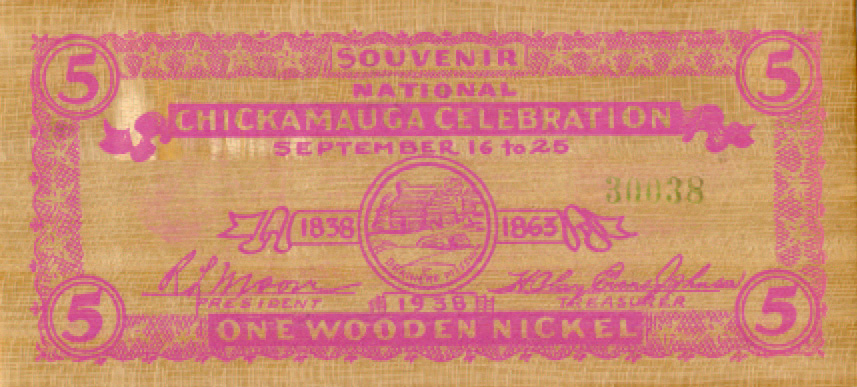 5 SOUVENIR 5
NATIONAL
CHICKAMAUGA CELEBRATION
SEPTEMBER 16 to 25
30038
1838 1863
R L Moore
PRESIDENT 1938 TREASURER
5 ONE WOODEN NICKEL 5